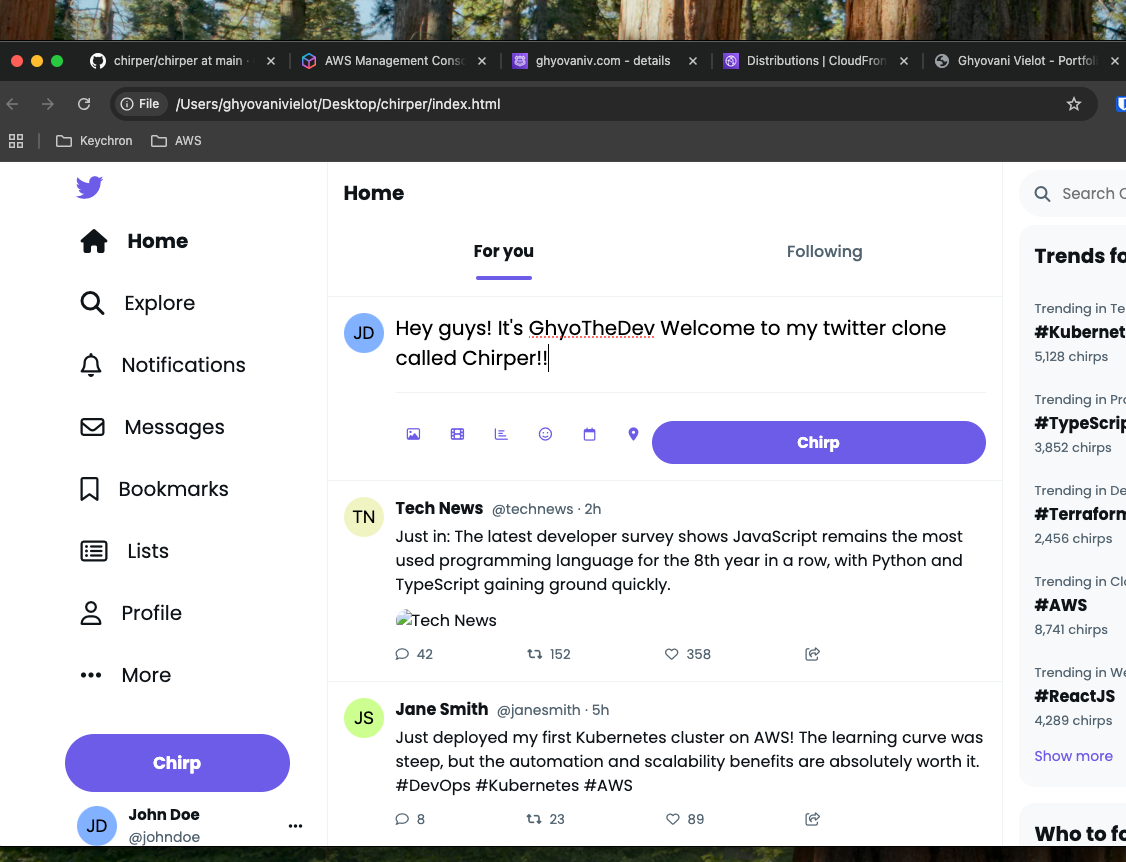 chirper/chirper at main ·
AWS Management Conso
ghyovaniv.com - details
Distributions | CloudFron
Ghyovani Vielot - Portfoli
File /Users/ghyovanivielot/Desktop/chirper/index.html
Keychron
AWS
Home
Explore
Notifications
Messages
Bookmarks
Lists
Profile
More
Chirp
JD
John Doe
@johndoe
Home
For you
Following
JD
Hey guys! It's GhyoTheDev Welcome to my twitter clone
called Chirper!!
Chirp
TN
Tech News @technews · 2h
Just in: The latest developer survey shows JavaScript remains the most
used programming language for the 8th year in a row, with Python and
TypeScript gaining ground quickly.
Tech News
42 152 358
JS
Jane Smith @janesmith · 5h
Just deployed my first Kubernetes cluster on AWS! The learning curve was
steep, but the automation and scalability benefits are absolutely worth it.
#DevOps #Kubernetes #AWS
8 23 89
Search C
Trends fo
Trending in Te
#Kubernet
5,128 chirps
Trending in Pro
#TypeScrip
3,852 chirps
Trending in De
#Terraform
2,456 chirps
Trending in Clo
#AWS
8,741 chirps
Trending in We
#ReactJS
4,289 chirps
Show more
Who to fo